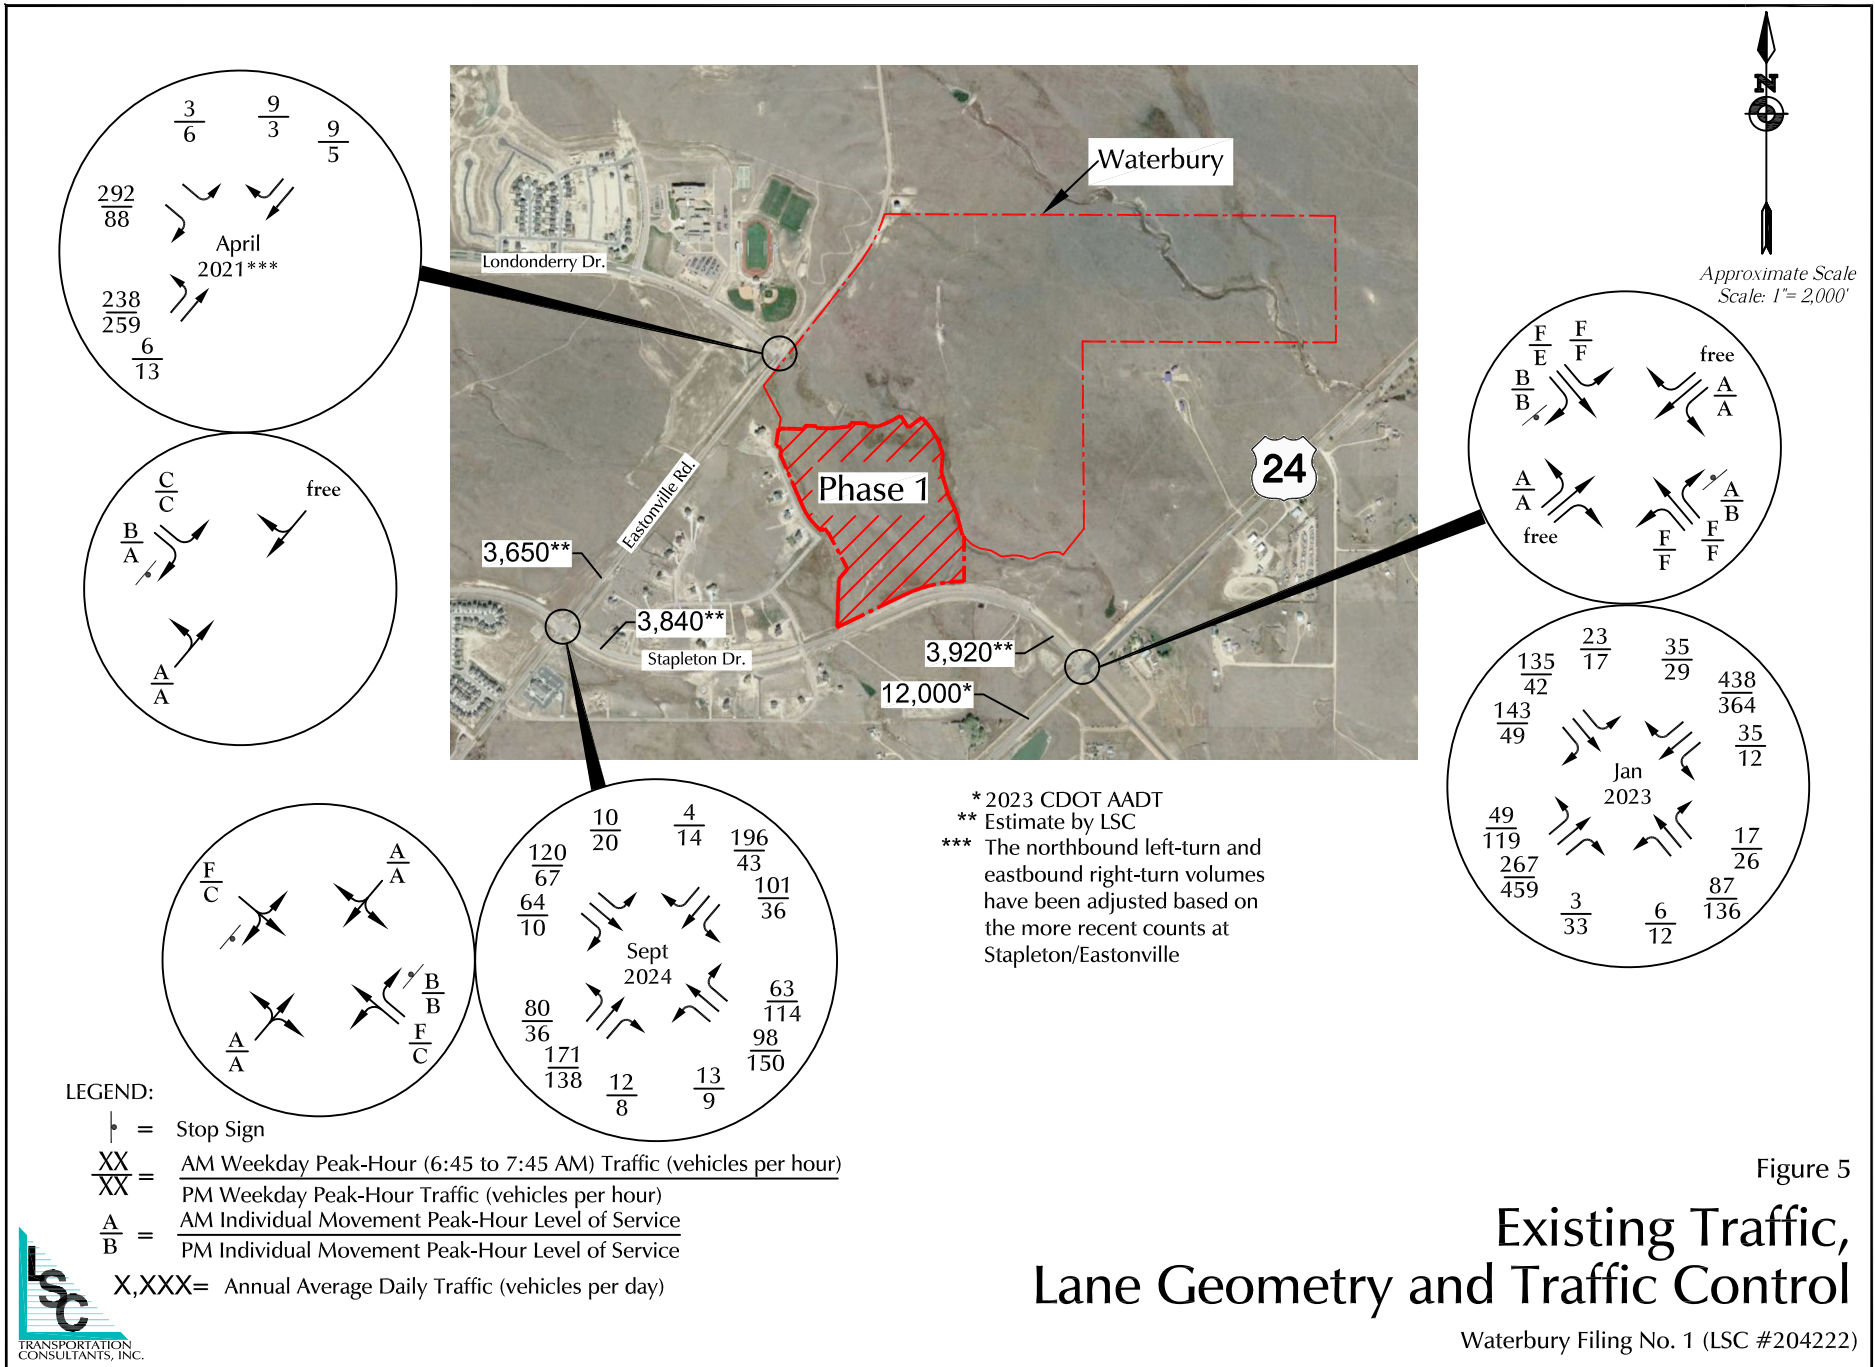 3
6
9
3
9
5
292
88
April
2021***
238
259
6
13
C
C
free
B
A
A
A
Waterbury
Londonderry Dr.
Eastonville Rd.
Phase 1
24
3,650**
3,840**
Stapleton Dr.
3,920**
12,000*
N
Approximate Scale
Scale: 1"= 2,000'
F
E
F
F
free
B
B
A
A
A
A
free
A
B
F
F
F
F
23
17
35
29
135
42
438
364
143
49
35
12
Jan
2023
49
119
17
26
267
459
87
136
3
33
6
12
F
C
A
A
B
B
A
A
F
C
10
20
4
14
120
67
196
43
64
10
101
36
Sept
2024
80
36
63
114
171
138
98
150
12
8
13
9
* 2023 CDOT AADT
** Estimate by LSC
*** The northbound left-turn and
eastbound right-turn volumes
have been adjusted based on
the more recent counts at
Stapleton/Eastonville
LEGEND:
= Stop Sign
XX
XX
= AM Weekday Peak-Hour (6:45 to 7:45 AM) Traffic (vehicles per hour)
PM Weekday Peak-Hour Traffic (vehicles per hour)
A
B
= AM Individual Movement Peak-Hour Level of Service
PM Individual Movement Peak-Hour Level of Service
X,XXX= Annual Average Daily Traffic (vehicles per day)
LSC
TRANSPORTATION
CONSULTANTS, INC.
Figure 5
Existing Traffic,
Lane Geometry and Traffic Control
Waterbury Filing No. 1 (LSC #204222)